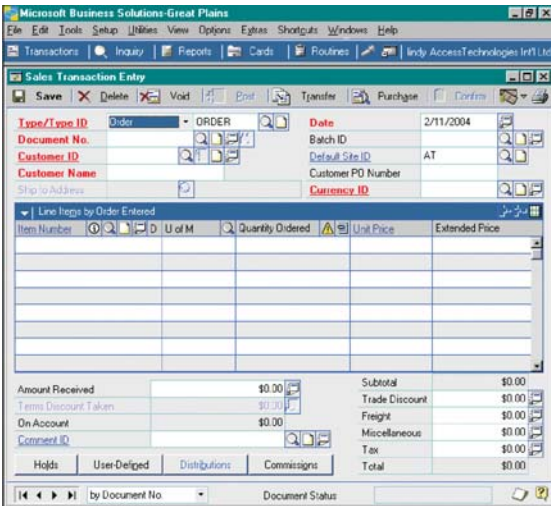 Microsoft Business Solutions-Great Plains
File Edit Tools Setup Utilities View Options Extras Shortcuts Windows Help
Transactions Inquiry Reports Cards Routines lindy AccessTechnologies Int'l Ltd
Sales Transaction Entry
Save Delete Void Post Transfer Purchase Confirm
Type/Type ID Order ORDER Date 2/11/2004
Document No. Batch ID
Customer ID Default Site ID AT
Customer Name Customer PO Number
Ship to Address Currency ID
Line Items by Order Entered
Item Number D U of M Quantity Ordered Unit Price Extended Price
Amount Received $0.00 Subtotal $0.00
Terms Discount Taken $0.00 Trade Discount $0.00
On Account $0.00 Freight $0.00
Comment ID Miscellaneous $0.00
Tax $0.00
Holds User-Defined Distributions Commissions Total $0.00
by Document No. Document Status